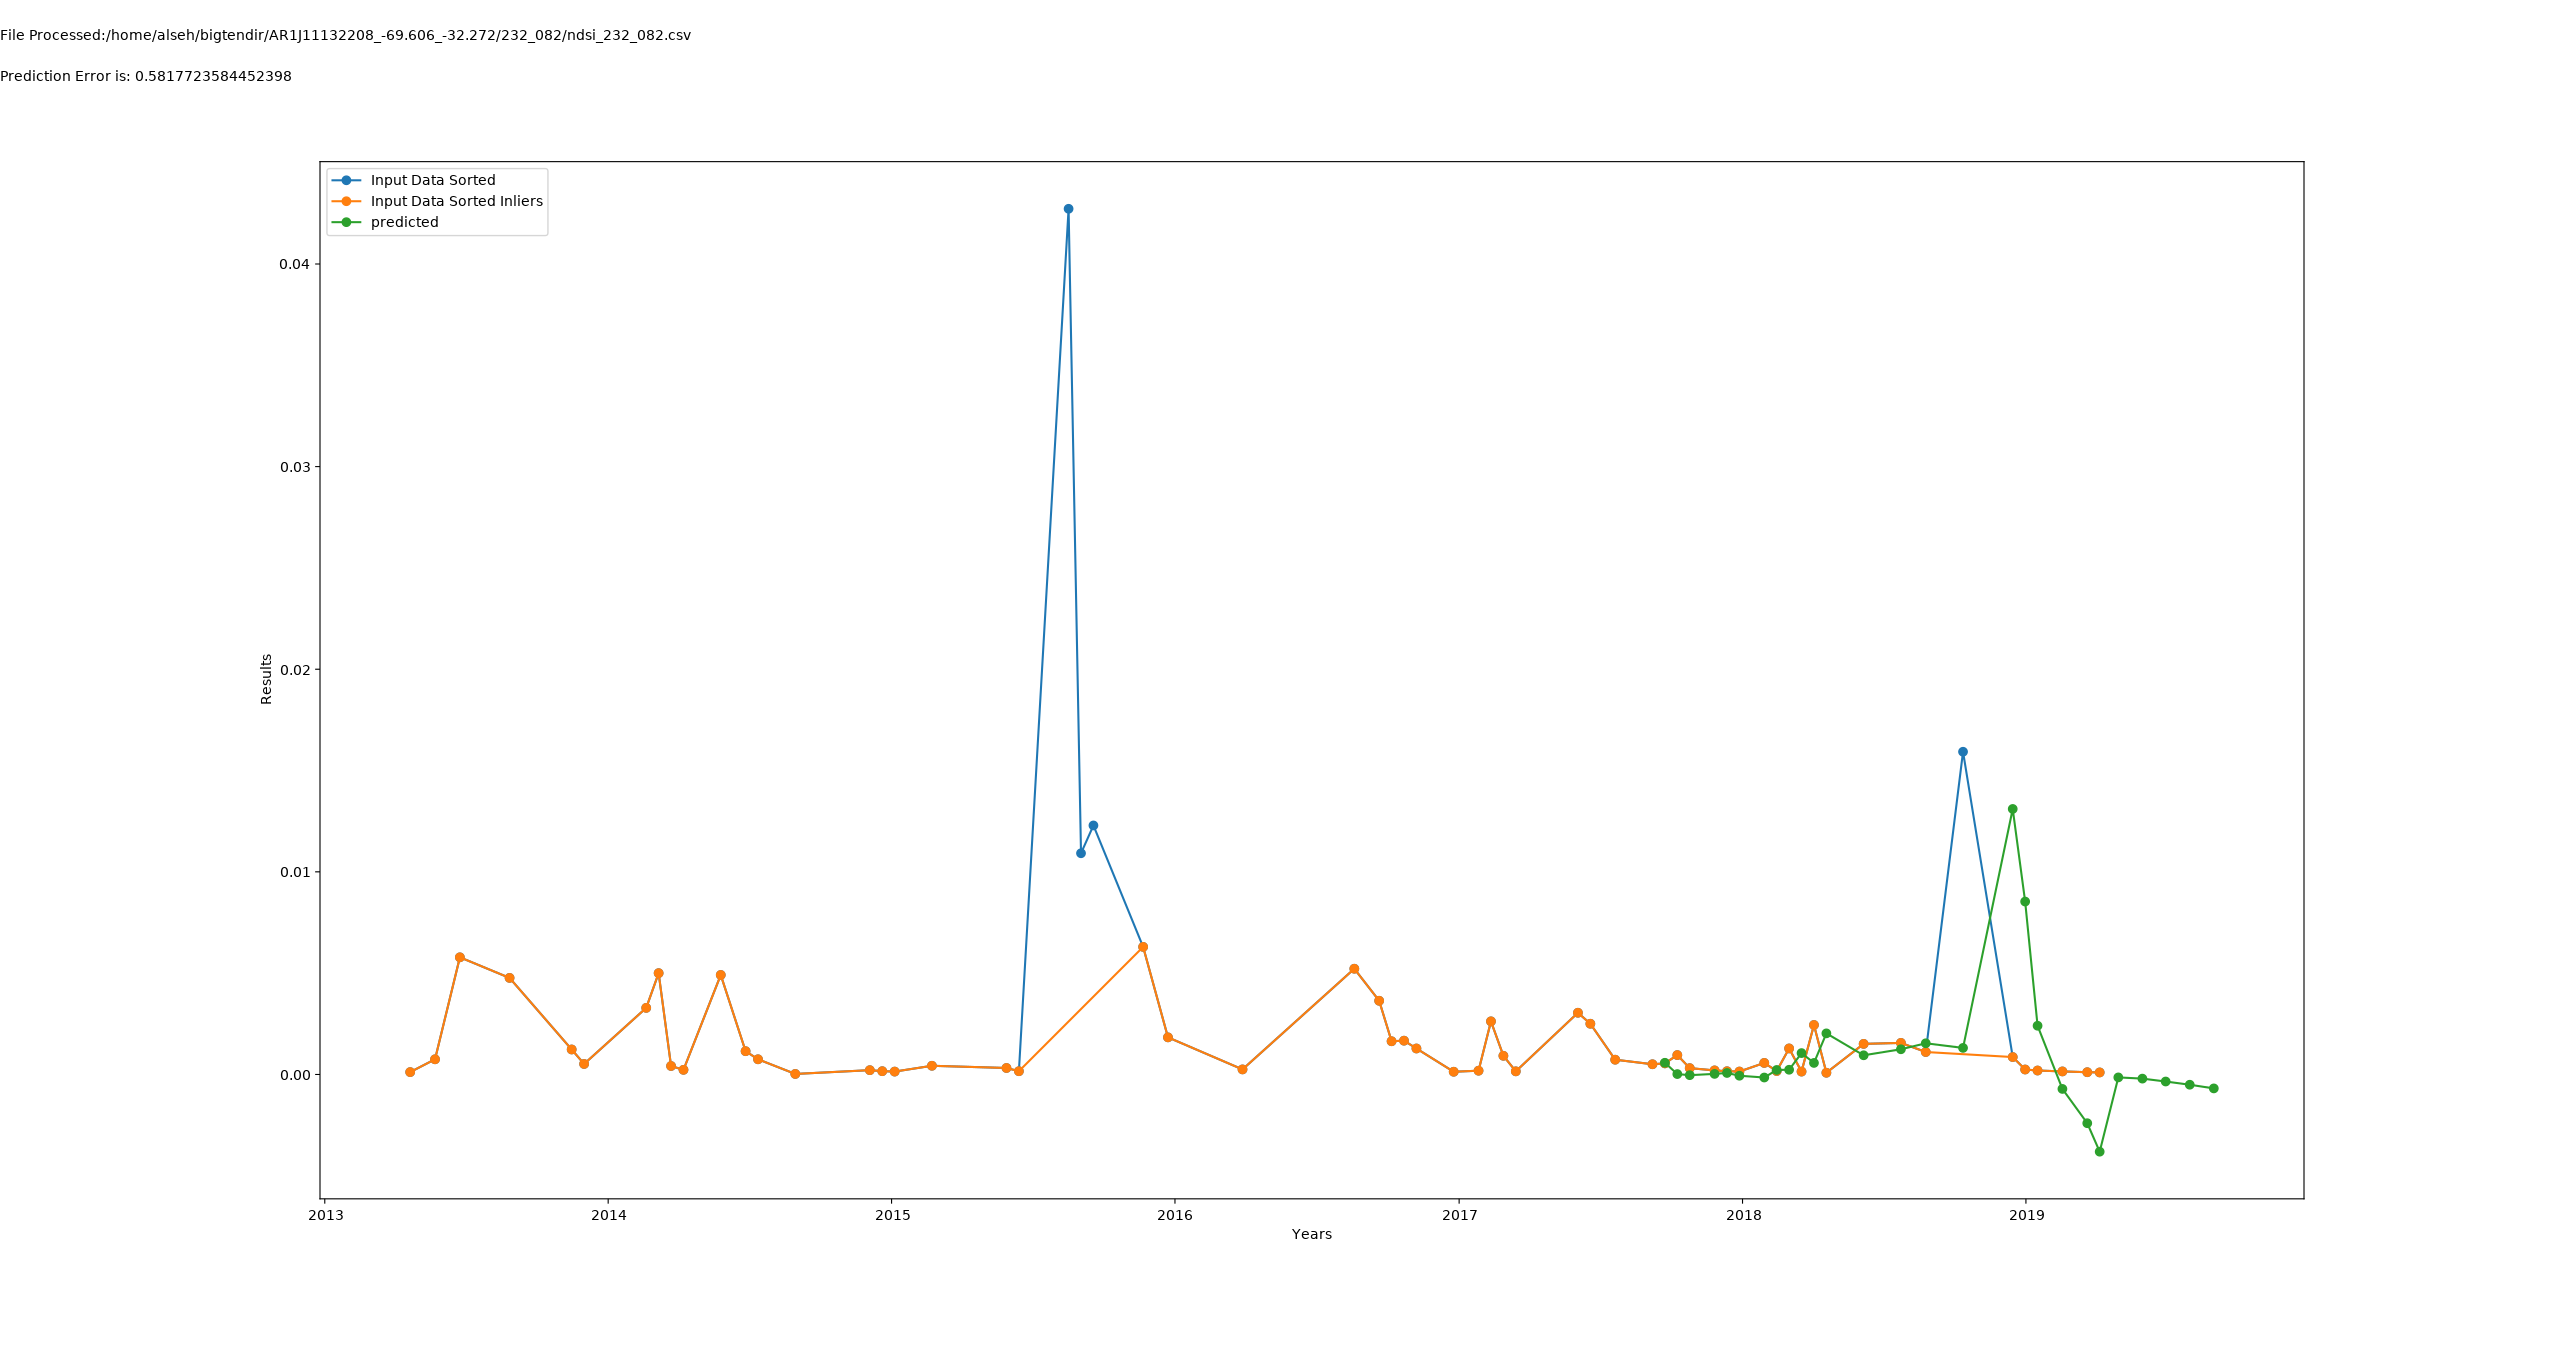 File Processed:/home/alseh/bigtendir/AR1J11132208_-69.606_-32.272/232_082/ndsi_232_082.csv
Prediction Error is: 0.5817723584452398
Input Data Sorted
Input Data Sorted Inliers
predicted
0.04
0.03
0.02
0.01
0.00
Results
2013 2014 2015 2016 2017 2018 2019
Years